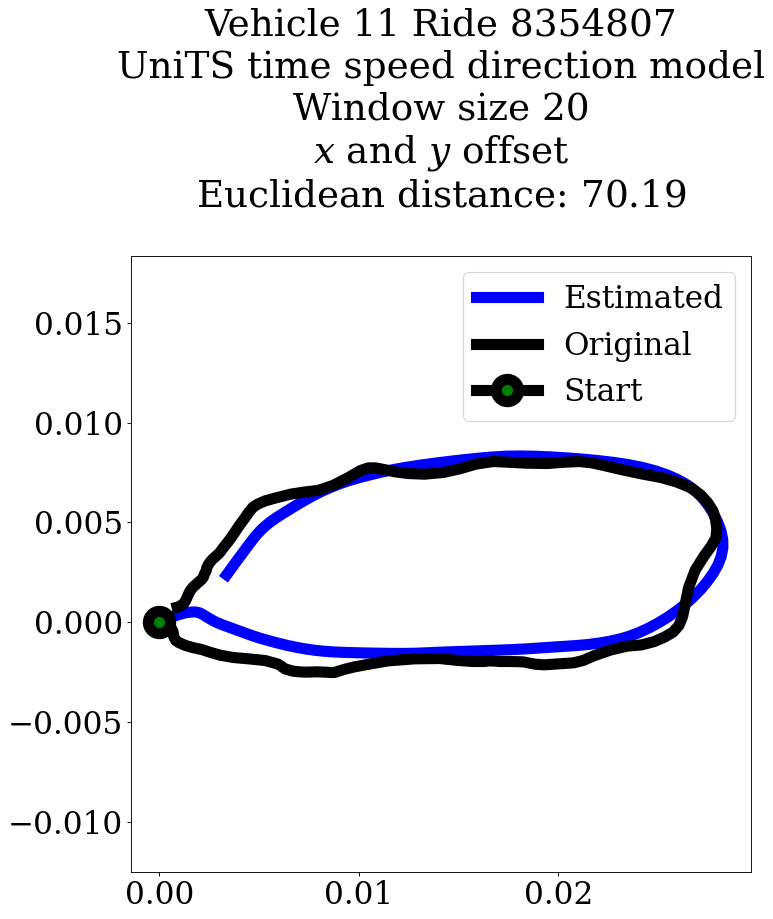 Vehicle 11 Ride 8354807
UniTS time speed direction model
Window size 20
x and y offset
Euclidean distance: 70.19
Estimated
Original
Start
0.015
0.010
0.005
0.000
−0.005
−0.010
0.00 0.01 0.02